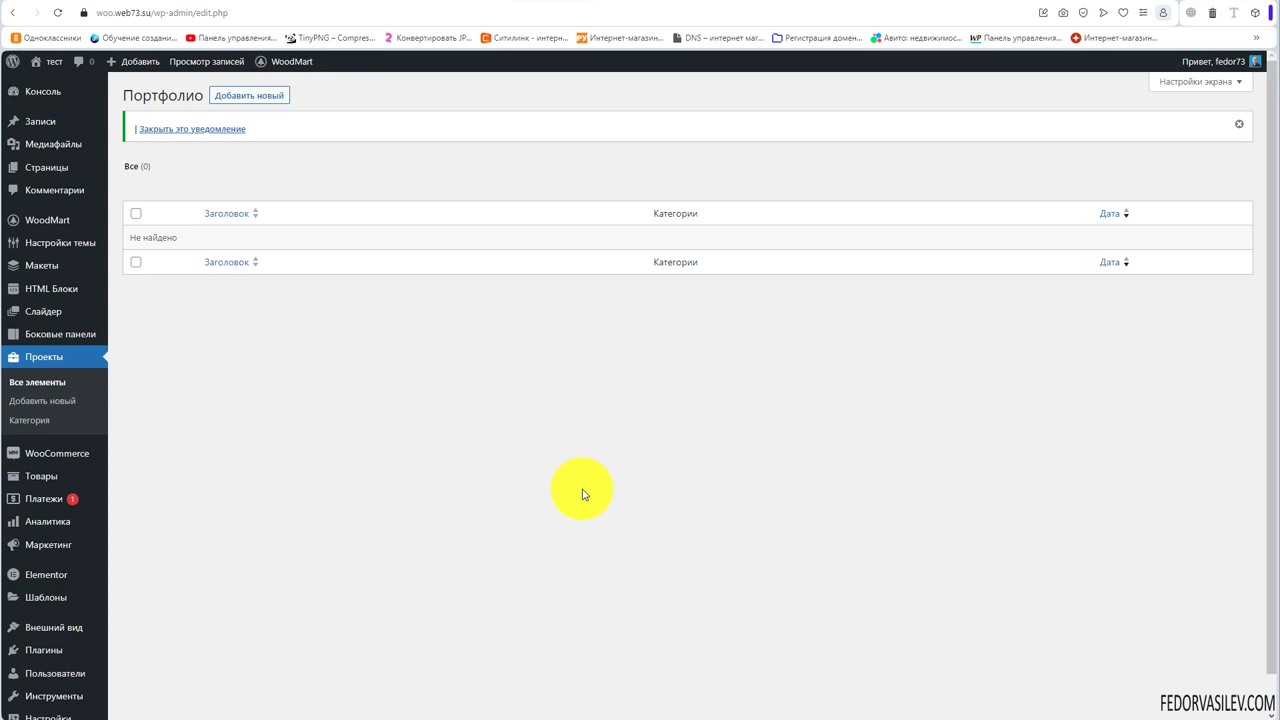 woo.web73.su/wp-admin/edit.php
Одноклассники
Обучение создани...
Панель управления...
TinyPNG – Compres...
Конвертировать JP...
Ситилинк - интерн...
Интернет-магазин...
DNS – интернет маг...
Регистрация домен...
Авито: недвижимос...
Панель управления...
Интернет-магазин...
тест
0
Добавить
Просмотр записей
WoodMart
Привет, fedor73
Настройки экрана
Консоль
Записи
Медиафайлы
Страницы
Комментарии
WoodMart
Настройки темы
Макеты
HTML Блоки
Слайдер
Боковые панели
Проекты
Все элементы
Добавить новый
Категория
WooCommerce
Товары
Платежи 1
Аналитика
Маркетинг
Elementor
Шаблоны
Внешний вид
Плагины
Пользователи
Инструменты
Настройки
Портфолио
Добавить новый
| Закрыть это уведомление
Все (0)
Заголовок
Категории
Дата
Не найдено
Заголовок
Категории
Дата
FEDORVASILEV.COM